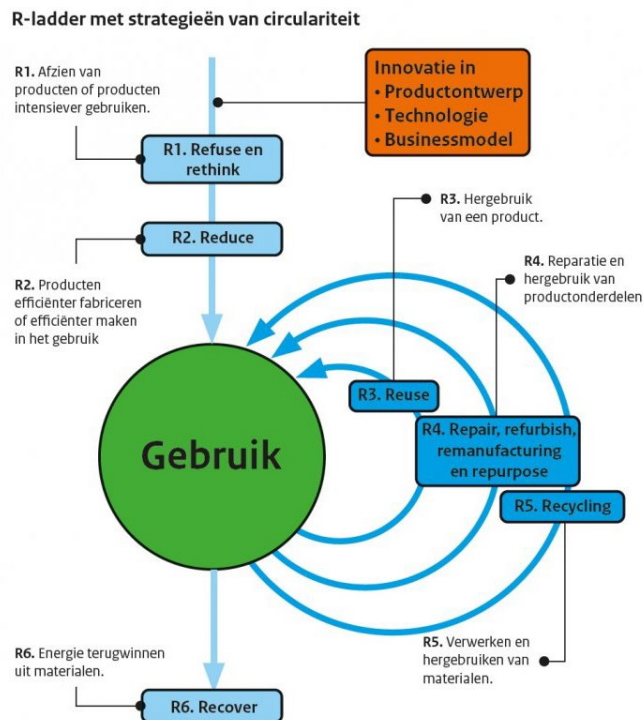 R-ladder met strategieën van circulariteit
R1. Afzien van
producten of producten
intensiever gebruiken.
Innovatie in
• Productontwerp
• Technologie
• Businessmodel
R1. Refuse en
rethink
R2. Reduce
R2. Producten
efficiënter fabriceren
of efficiënter maken
in het gebruik
R3. Hergebruik
van een product.
R4. Reparatie en
hergebruik van
productonderdelen
R3. Reuse
R4. Repair, refurbish,
remanufacturing
en repurpose
R5. Recycling
Gebruik
R5. Verwerken en
hergebruiken van
materialen.
R6. Energie terugwinnen
uit materialen.
R6. Recover